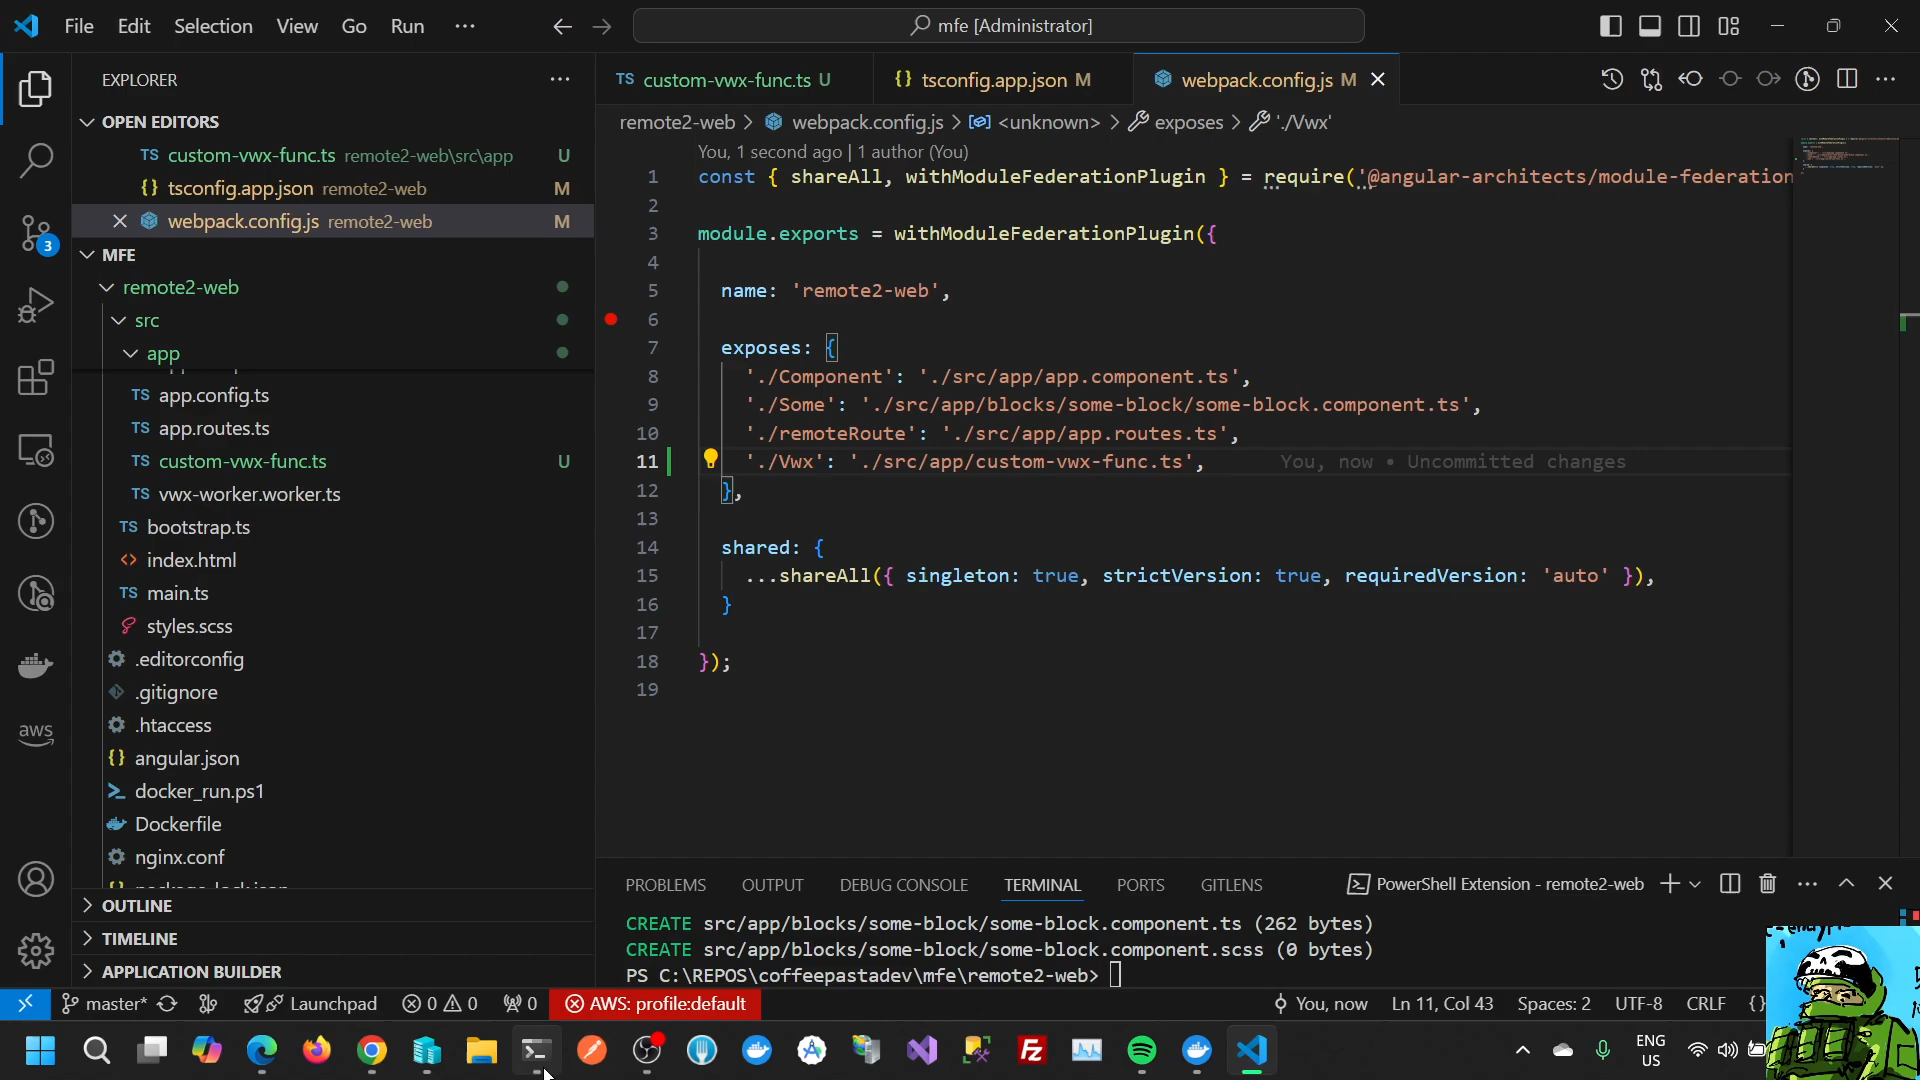 File Edit Selection View Go Run ··· mfe [Administrator]
EXPLORER
OPEN EDITORS
TS custom-vwx-func.ts remote2-web\src\app U
{} tsconfig.app.json remote2-web M
webpack.config.js remote2-web M
MFE
remote2-web
src
app
TS app.config.ts
TS app.routes.ts
TS custom-vwx-func.ts U
TS vwx-worker.worker.ts
TS bootstrap.ts
<> index.html
TS main.ts
styles.scss
.editorconfig
.gitignore
.htaccess
{} angular.json
docker_run.ps1
Dockerfile
nginx.conf
OUTLINE
TIMELINE
APPLICATION BUILDER
3
aws
TS custom-vwx-func.ts U {} tsconfig.app.json M webpack.config.js M
remote2-web > webpack.config.js > <unknown> > exposes > './Vwx'
You, 1 second ago | 1 author (You)
1 const { shareAll, withModuleFederationPlugin } = require('@angular-architects/module-federation
2
3 module.exports = withModuleFederationPlugin({
4
5 name: 'remote2-web',
6
7 exposes: {
8 './Component': './src/app/app.component.ts',
9 './Some': './src/app/blocks/some-block/some-block.component.ts',
10 './remoteRoute': './src/app/app.routes.ts',
11 './Vwx': './src/app/custom-vwx-func.ts', You, now • Uncommitted changes
12 },
13
14 shared: {
15 ...shareAll({ singleton: true, strictVersion: true, requiredVersion: 'auto' }),
16 }
17
18 });
19
PROBLEMS OUTPUT DEBUG CONSOLE TERMINAL PORTS GITLENS PowerShell Extension - remote2-web
CREATE src/app/blocks/some-block/some-block.component.ts (262 bytes)
CREATE src/app/blocks/some-block/some-block.component.scss (0 bytes)
PS C:\REPOS\coffeepastadev\mfe\remote2-web>
master* Launchpad 0 0 0 AWS: profile:default You, now Ln 11, Col 43 Spaces: 2 UTF-8 CRLF {}
Fz
ENG
US